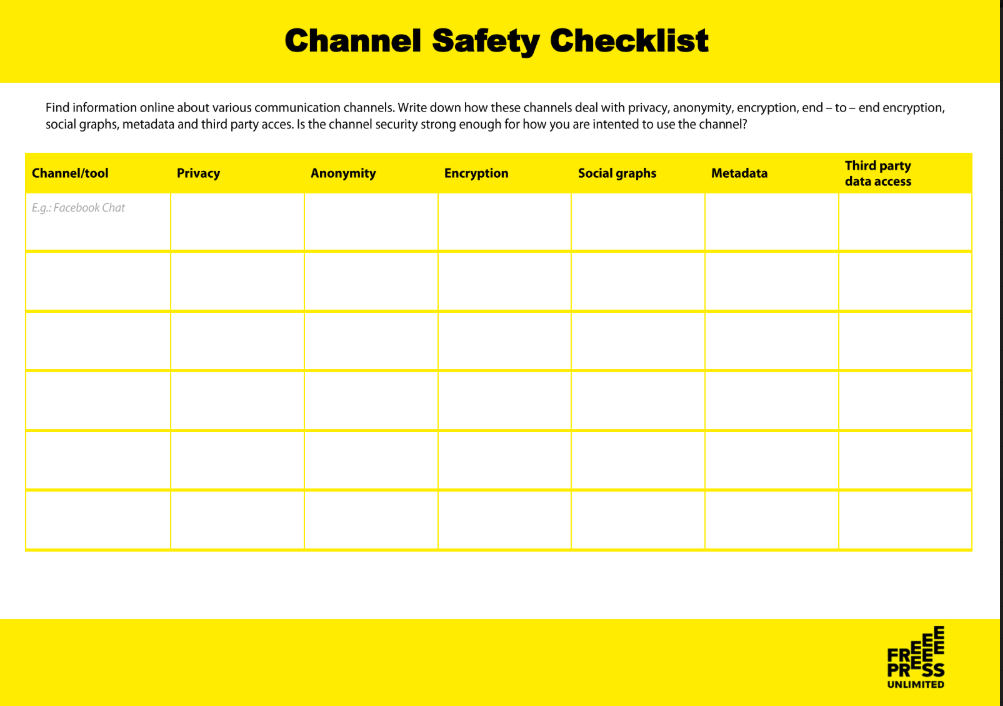 Channel Safety Checklist
Find information online about various communication channels. Write down how these channels deal with privacy, anonymity, encryption, end – to – end encryption,
social graphs, metadata and third party acces. Is the channel security strong enough for how you are intented to use the channel?
Channel/tool
Privacy
Anonymity
Encryption
Social graphs
Metadata
Third party
data access
E.g.: Facebook Chat
FREEEE
PRESS
UNLIMITED